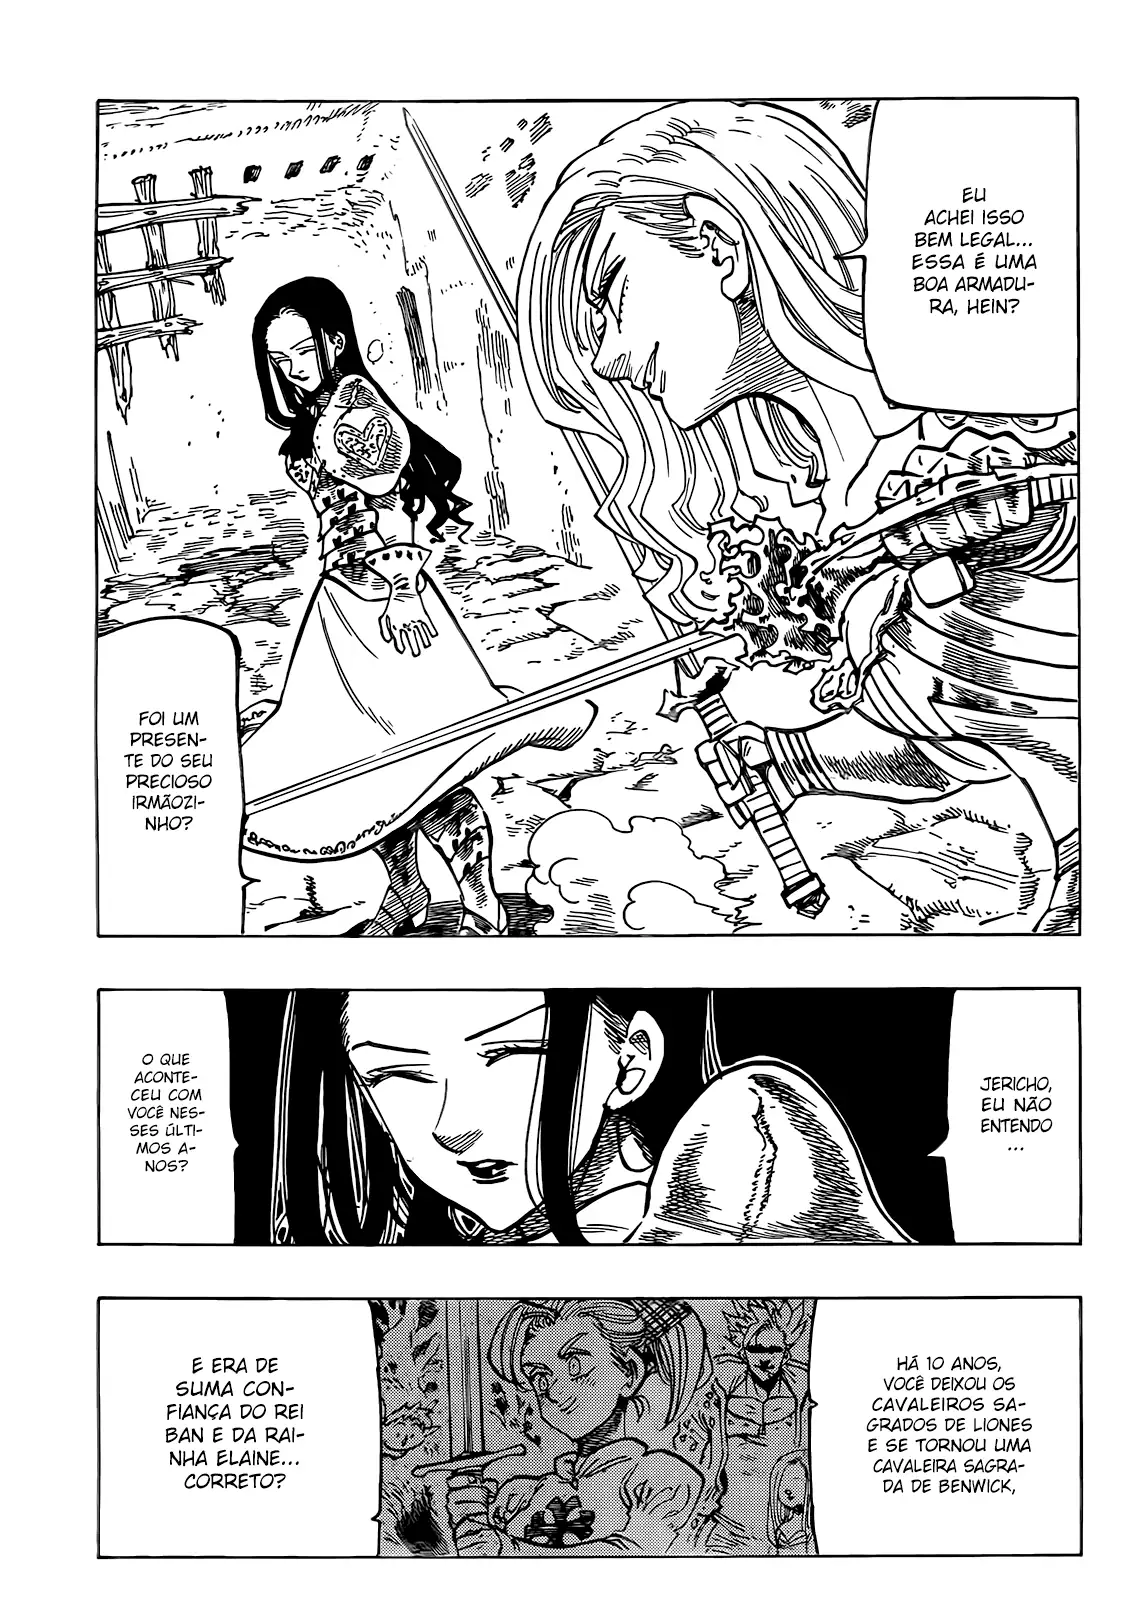 EU
ACHEI ISSO
BEM LEGAL...
ESSA É UMA
BOA ARMADU-
RA, HEIN?
FOI UM
PRESEN-
TE DO SEU
PRECIOSO
IRMÃOZI-
NHO?
JERICHO,
EU NÃO
ENTENDO
...
O QUE
ACONTE-
CEU COM
VOCÊ NES-
SES ÚLTI-
MOS A-
NOS?
HÁ 10 ANOS,
VOCÊ DEIXOU OS
CAVALEIROS SA-
GRADOS DE LIONES
E SE TORNOU UMA
CAVALEIRA SAGRA-
DA DE BENWICK,
E ERA DE
SUMA CON-
FIANÇA DO REI
BAN E DA RAI-
NHA ELAINE...
CORRETO?